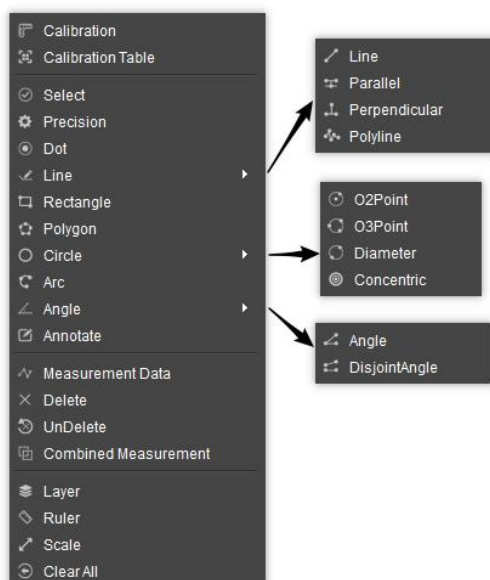 Calibration
Calibration Table
Select
Precision
Dot
Line
Rectangle
Polygon
Circle
Arc
Angle
Annotate
Measurement Data
Delete
UnDelete
Combined Measurement
Layer
Ruler
Scale
Clear All
Line
Parallel
Perpendicular
Polyline
O2Point
O3Point
Diameter
Concentric
Angle
DisjointAngle